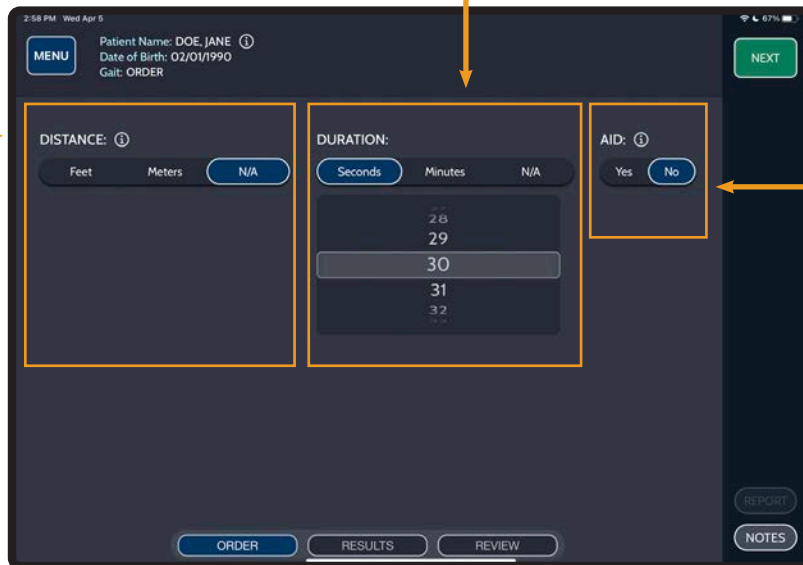 2:58 PM Wed Apr 5
67%
MENU
Patient Name: DOE, JANE
Date of Birth: 02/01/1990
Gait: ORDER
NEXT
DISTANCE:
Feet Meters N/A
DURATION:
Seconds Minutes N/A
28
29
30
31
32
AID:
Yes No
REPORT
NOTES
ORDER RESULTS REVIEW